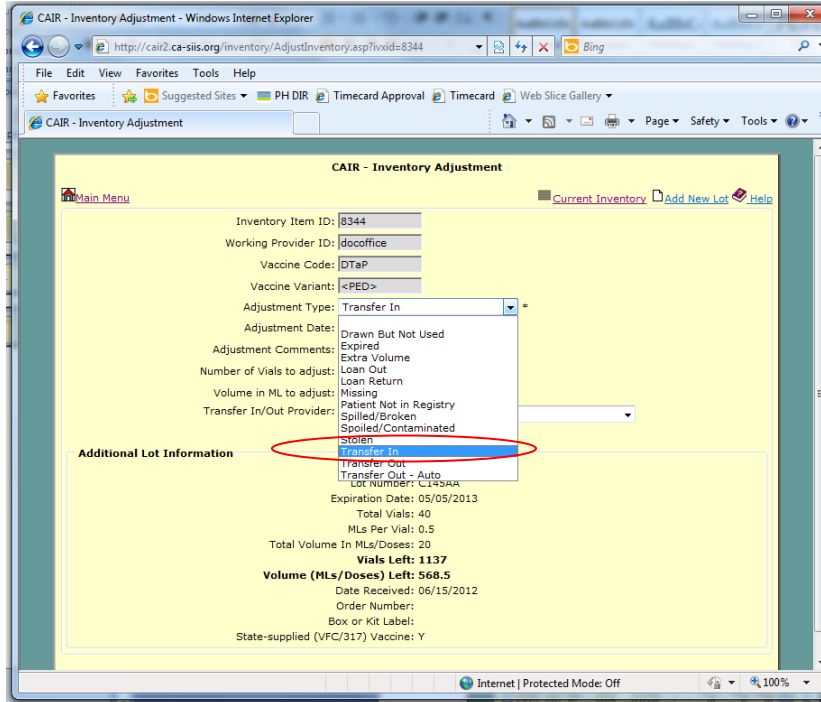 CAIR - Inventory Adjustment - Windows Internet Explorer
http://cair2.ca-siis.org/inventory/AdjustInventory.asp?ivxid=8344
Bing
File Edit View Favorites Tools Help
Favorites Suggested Sites PH DIR Timecard Approval Timecard Web Slice Gallery
CAIR - Inventory Adjustment
Page Safety Tools
CAIR - Inventory Adjustment
Main Menu Current Inventory Add New Lot Help
Inventory Item ID: 8344
Working Provider ID: docoffice
Vaccine Code: DTaP
Vaccine Variant: <PED>
Adjustment Type: Transfer In *
Adjustment Date:
Adjustment Comments:
Number of Vials to adjust:
Volume in ML to adjust:
Transfer In/Out Provider:
Drawn But Not Used
Expired
Extra Volume
Loan Out
Loan Return
Missing
Patient Not in Registry
Spilled/Broken
Spoiled/Contaminated
Stolen
Transfer In
Transfer Out
Transfer Out - Auto
Additional Lot Information
Lot Number: C145AA
Expiration Date: 05/05/2013
Total Vials: 40
MLs Per Vial: 0.5
Total Volume In MLs/Doses: 20
Vials Left: 1137
Volume (MLs/Doses) Left: 568.5
Date Received: 06/15/2012
Order Number:
Box or Kit Label:
State-supplied (VFC/317) Vaccine: Y
Internet | Protected Mode: Off 100%